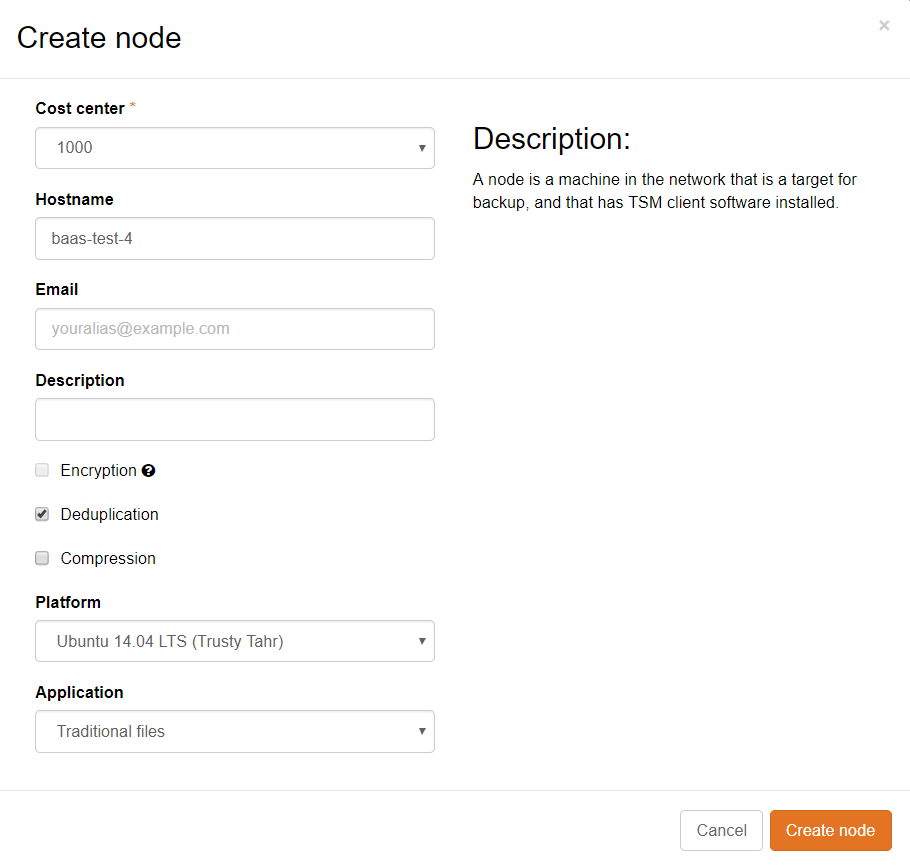 Create node
×
Cost center *
1000
Hostname
baas-test-4
Email
youralias@example.com
Description
Encryption ?
Deduplication
Compression
Platform
Ubuntu 14.04 LTS (Trusty Tahr)
Application
Traditional files
Description:
A node is a machine in the network that is a target for
backup, and that has TSM client software installed.
Cancel
Create node